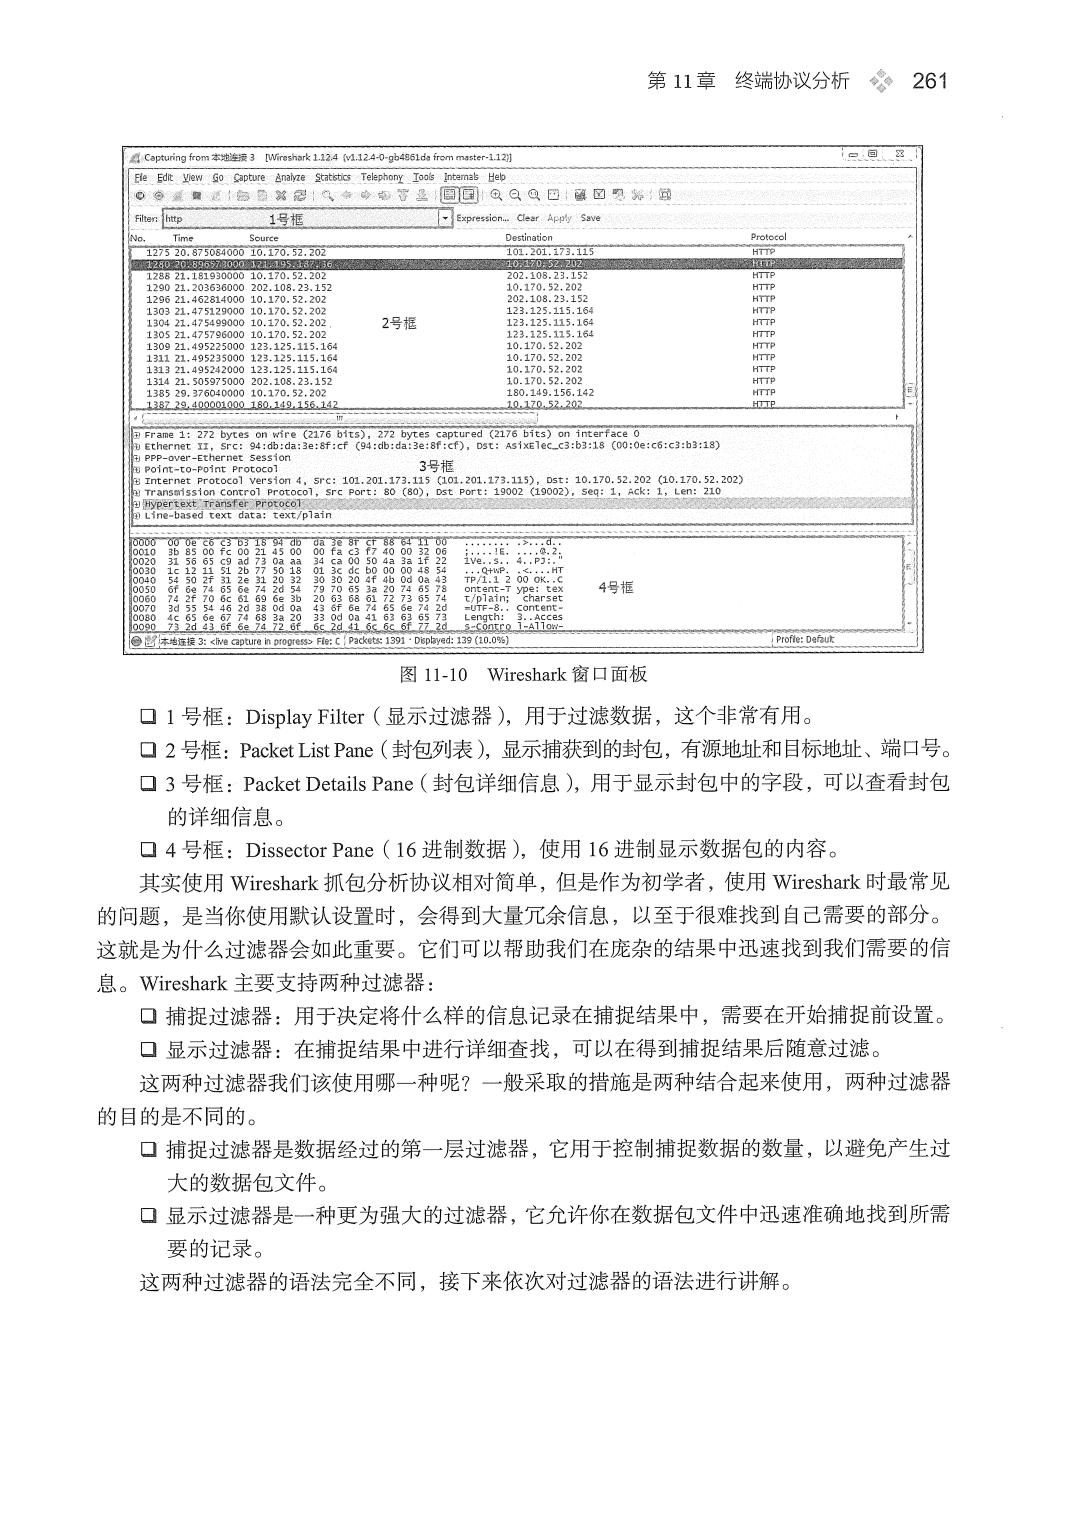 第 11 章 终端协议分析 261
Capturing from 本地连接 3 [Wireshark 1.12.4 (v1.12.4-0-gb4861da from master-1.12)]
File Edit View Go Capture Analyze Statistics Telephony Tools Internals Help
Filter: http 1号框 Expression... Clear Apply Save
No. Time Source Destination Protocol
1275 20.875084000 10.170.52.202 101.201.173.115 HTTP
1280 20.896573000 121.195.187.36 10.170.52.202 HTTP
1288 21.181930000 10.170.52.202 202.108.23.152 HTTP
1290 21.203636000 202.108.23.152 10.170.52.202 HTTP
1296 21.462814000 10.170.52.202 202.108.23.152 HTTP
1303 21.475129000 10.170.52.202 123.125.115.164 HTTP
1304 21.475499000 10.170.52.202 2号框 123.125.115.164 HTTP
1305 21.475796000 10.170.52.202 123.125.115.164 HTTP
1309 21.495225000 123.125.115.164 10.170.52.202 HTTP
1311 21.495235000 123.125.115.164 10.170.52.202 HTTP
1313 21.495242000 123.125.115.164 10.170.52.202 HTTP
1314 21.505975000 202.108.23.152 10.170.52.202 HTTP
1385 29.376040000 10.170.52.202 180.149.156.142 HTTP
1387 29.400001000 180.149.156.142 10.170.52.202 HTTP
Frame 1: 272 bytes on wire (2176 bits), 272 bytes captured (2176 bits) on interface 0
Ethernet II, Src: 94:db:da:3e:8f:cf (94:db:da:3e:8f:cf), Dst: AsixElec_c3:b3:18 (00:0e:c6:c3:b3:18)
PPP-over-Ethernet Session
Point-to-Point Protocol 3号框
Internet Protocol Version 4, Src: 101.201.173.115 (101.201.173.115), Dst: 10.170.52.202 (10.170.52.202)
Transmission Control Protocol, Src Port: 80 (80), Dst Port: 19002 (19002), Seq: 1, Ack: 1, Len: 210
Hypertext Transfer Protocol
Line-based text data: text/plain
0000 00 0e c6 c3 b3 18 94 db da 3e 8f cf 88 64 11 00 ........ .>...d..
0010 3b 85 00 fc 00 21 45 00 00 fa c3 f7 40 00 32 06 ;....!E. ....@.2.
0020 31 56 65 c9 ad 73 0a aa 34 ca 00 50 4a 3a 1f 22 1Ve..s.. 4..PJ:."
0030 1c 12 11 51 2b 77 50 18 01 3c dc b0 00 00 48 54 ...Q+wP. .<....HT
0040 54 50 2f 31 2e 31 20 32 30 30 20 4f 4b 0d 0a 43 TP/1.1 2 00 OK..C
0050 6f 6e 74 65 6e 74 2d 54 79 70 65 3a 20 74 65 78 ontent-T ype: tex 4号框
0060 74 2f 70 6c 61 69 6e 3b 20 63 68 61 72 73 65 74 t/plain; charset
0070 3d 55 54 46 2d 38 0d 0a 43 6f 6e 74 65 6e 74 2d =UTF-8.. Content-
0080 4c 65 6e 67 74 68 3a 20 33 0d 0a 41 63 63 65 73 Length: 3..Acces
0090 73 2d 43 6f 6e 74 72 6f 6c 2d 41 6c 6c 6f 77 2d s-Contro l-Allow-
本地连接 3: <live capture in progress> File: C Packets: 1391 · Displayed: 139 (10.0%) Profile: Default
图 11-10 Wireshark 窗口面板
❑ 1 号框：Display Filter（显示过滤器），用于过滤数据，这个非常有用。
❑ 2 号框：Packet List Pane（封包列表），显示捕获到的封包，有源地址和目标地址、端口号。
❑ 3 号框：Packet Details Pane（封包详细信息），用于显示封包中的字段，可以查看封包
的详细信息。
❑ 4 号框：Dissector Pane（16 进制数据），使用 16 进制显示数据包的内容。
其实使用 Wireshark 抓包分析协议相对简单，但是作为初学者，使用 Wireshark 时最常见
的问题，是当你使用默认设置时，会得到大量冗余信息，以至于很难找到自己需要的部分。
这就是为什么过滤器会如此重要。它们可以帮助我们在庞杂的结果中迅速找到我们需要的信
息。Wireshark 主要支持两种过滤器：
❑ 捕捉过滤器：用于决定将什么样的信息记录在捕捉结果中，需要在开始捕捉前设置。
❑ 显示过滤器：在捕捉结果中进行详细查找，可以在得到捕捉结果后随意过滤。
这两种过滤器我们该使用哪一种呢？一般采取的措施是两种结合起来使用，两种过滤器
的目的是不同的。
❑ 捕捉过滤器是数据经过的第一层过滤器，它用于控制捕捉数据的数量，以避免产生过
大的数据包文件。
❑ 显示过滤器是一种更为强大的过滤器，它允许你在数据包文件中迅速准确地找到所需
要的记录。
这两种过滤器的语法完全不同，接下来依次对过滤器的语法进行讲解。